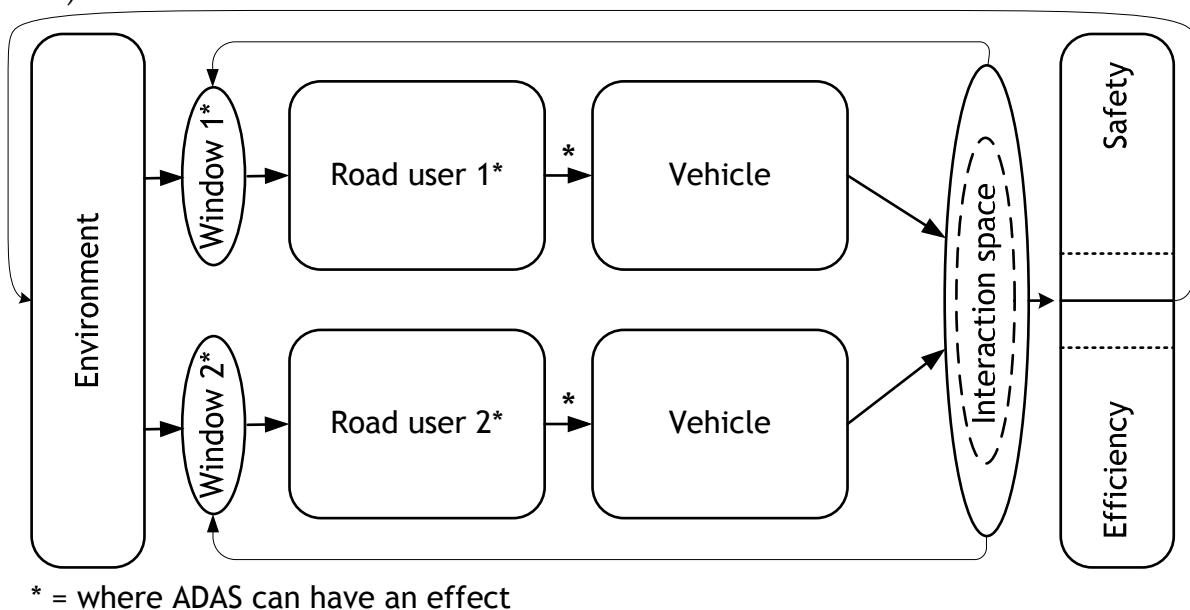 Environment
Window 1*
Road user 1*
*
Vehicle
Window 2*
Road user 2*
*
Vehicle
Interaction space
Safety
Efficiency
* = where ADAS can have an effect